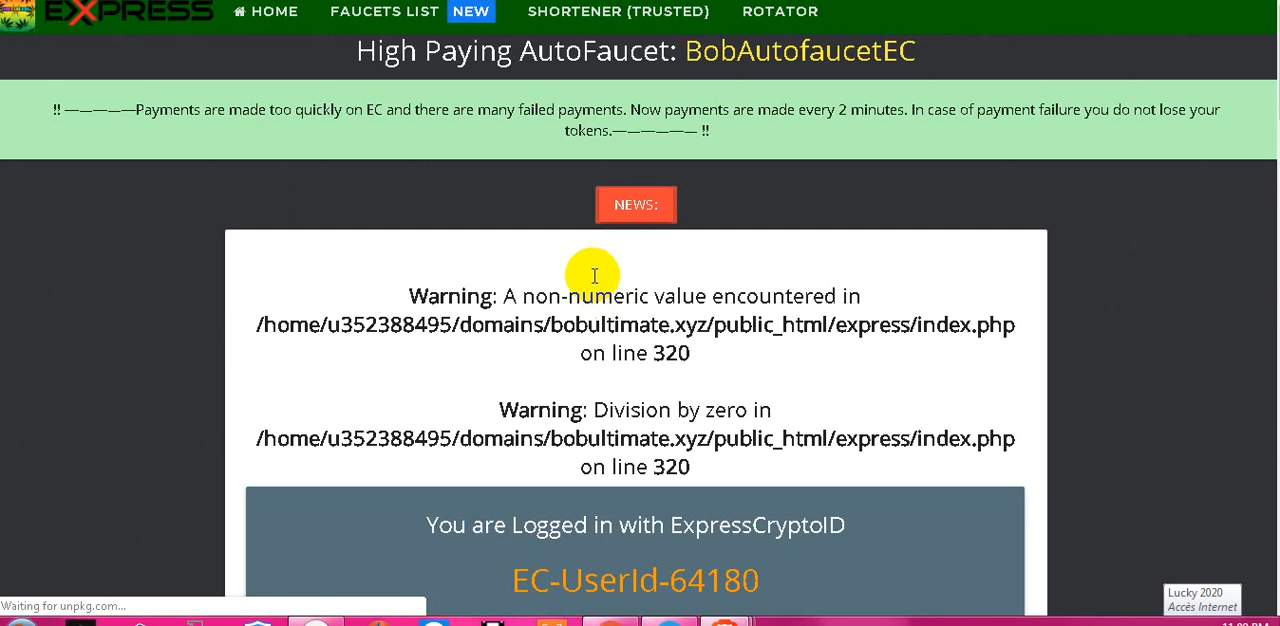 EXPRESS HOME FAUCETS LIST NEW SHORTENER (TRUSTED) ROTATOR
High Paying AutoFaucet: BobAutofaucetEC
!! —————Payments are made too quickly on EC and there are many failed payments. Now payments are made every 2 minutes. In case of payment failure you do not lose your
tokens.—————— !!
NEWS:
Warning: A non-numeric value encountered in
/home/u352388495/domains/bobultimate.xyz/public_html/express/index.php
on line 320
Warning: Division by zero in
/home/u352388495/domains/bobultimate.xyz/public_html/express/index.php
on line 320
You are Logged in with ExpressCryptoID
EC-UserId-64180
Waiting for unpkg.com...
Lucky 2020
Accès Internet